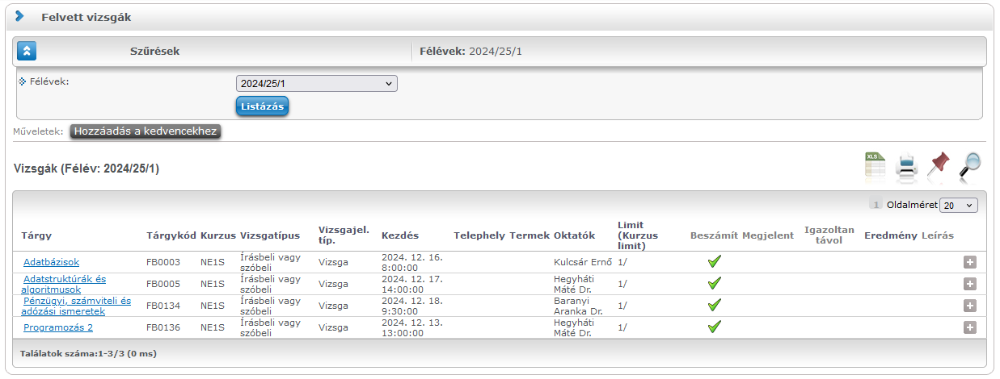 Felvett vizsgák
Szűrések Félévek: 2024/25/1
Félévek: 2024/25/1
Listázás
Műveletek: Hozzáadás a kedvencekhez
XLS
Vizsgák (Félév: 2024/25/1)
1 Oldalméret 20
Tárgy Tárgykód Kurzus Vizsgatípus Vizsgajel. típ. Kezdés Telephely Termek Oktatók Limit (Kurzus limit) Beszámít Megjelent Igazoltan távol Eredmény Leírás
Adatbázisok FB0003 NE1S Írásbeli vagy szóbeli Vizsga 2024. 12. 16. 8:00:00 Kulcsár Ernő 1/
Adatstruktúrák és algoritmusok FB0005 NE1S Írásbeli vagy szóbeli Vizsga 2024. 12. 17. 14:00:00 Hegyháti Máté Dr. 1/
Pénzügyi, számviteli és adózási ismeretek FB0134 NE1S Írásbeli vagy szóbeli Vizsga 2024. 12. 18. 9:30:00 Baranyi Aranka Dr. 1/
Programozás 2 FB0136 NE1S Írásbeli vagy szóbeli Vizsga 2024. 12. 13. 13:00:00 Hegyháti Máté Dr. 1/
Találatok száma:1-3/3 (0 ms)